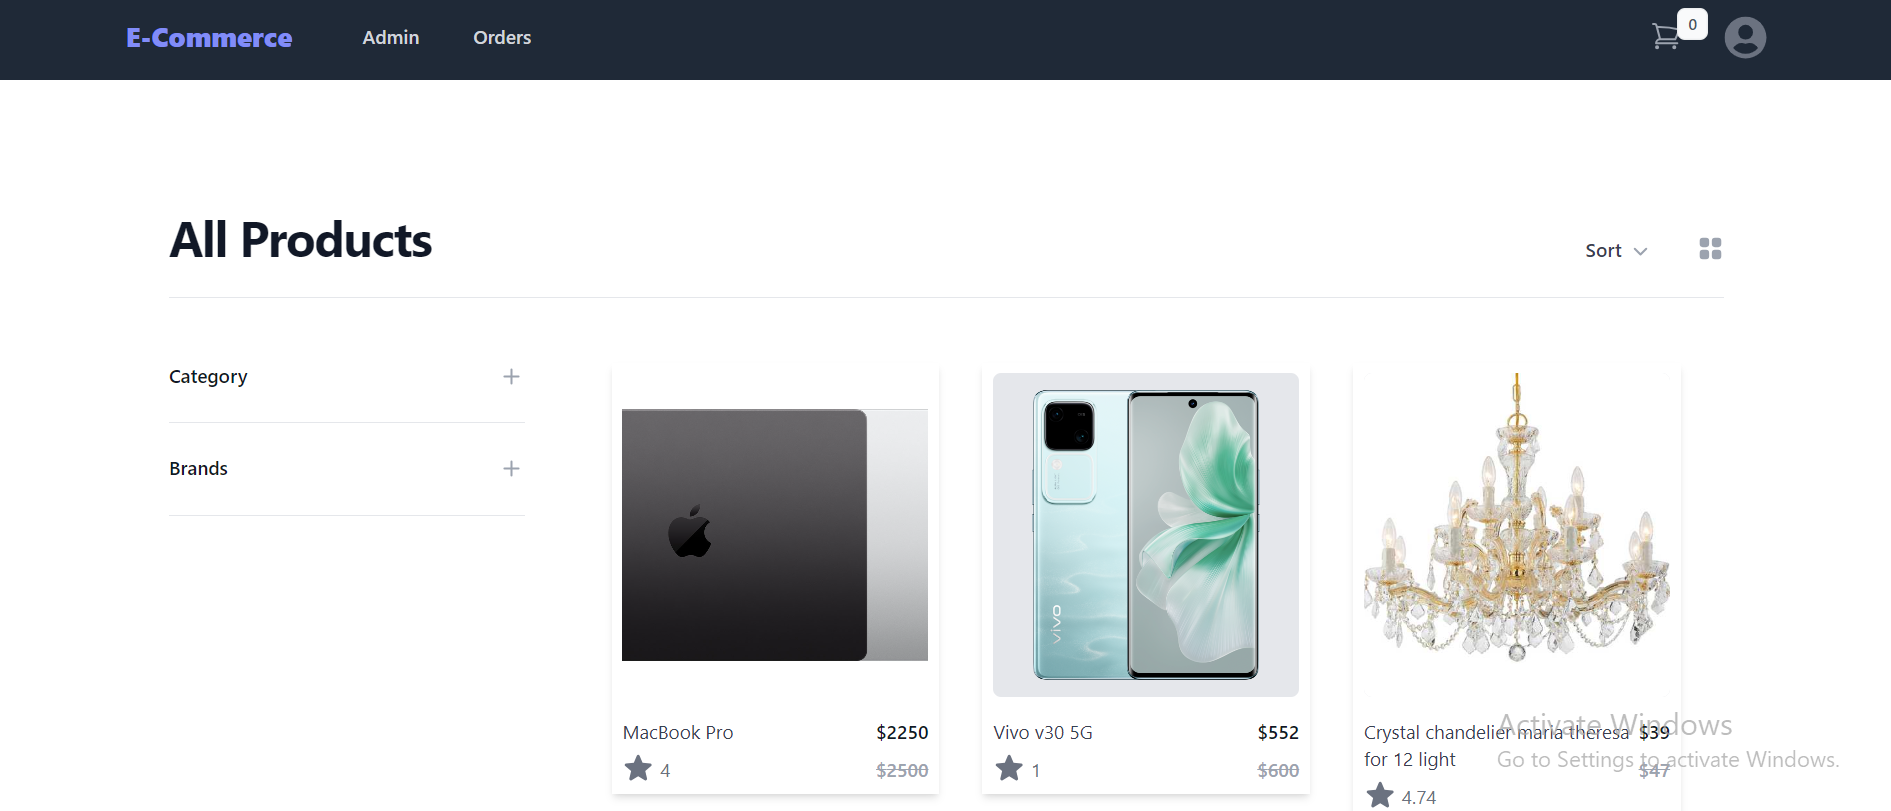 E-Commerce Admin Orders 0
All Products
Sort
Category
Brands
vivo
MacBook Pro $2250
4 $2500
Vivo v30 5G $552
1 $600
Crystal chandelier maria theresa $39
for 12 light $47
4.74
Activate Windows
Go to Settings to activate Windows.